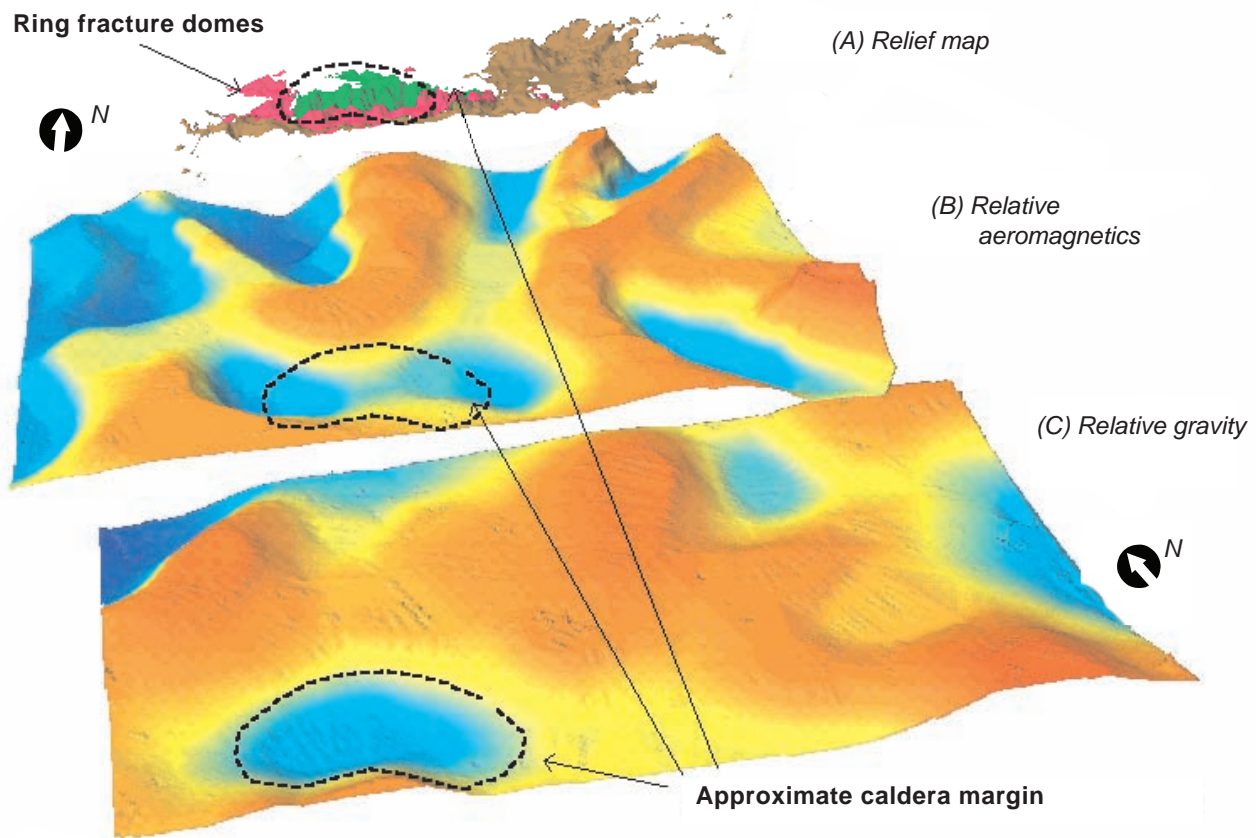 Ring fracture domes
(A) Relief map
N
(B) Relative
aeromagnetics
(C) Relative gravity
N
Approximate caldera margin